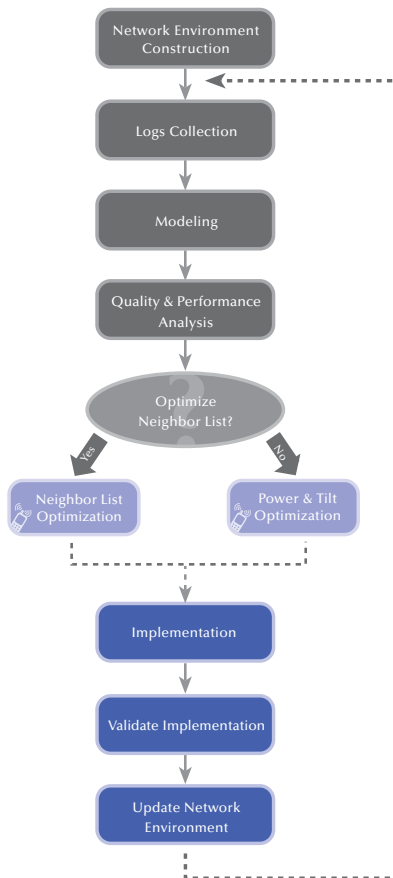 Network Environment
Construction
Logs Collection
Modeling
Quality & Performance
Analysis
?
Optimize
Neighbor List?
Yes
No
Neighbor List
Optimization
Power & Tilt
Optimization
Implementation
Validate Implementation
Update Network
Environment